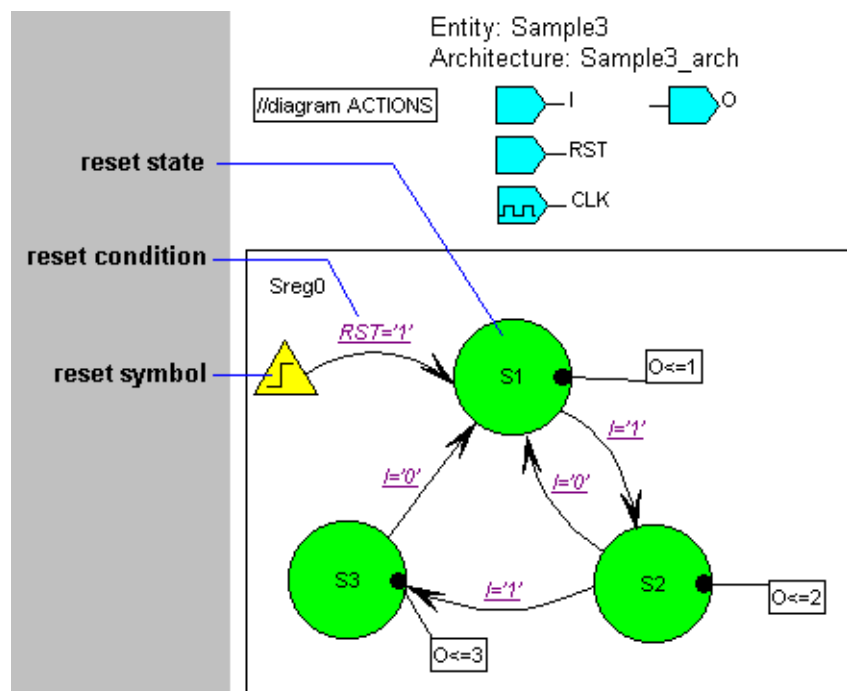 Entity: Sample3
Architecture: Sample3_arch
//diagram ACTIONS
I
O
RST
CLK
reset state
reset condition
reset symbol
Sreg0
RST='1'
S1
O<=1
I='1'
I='0'
I='0'
S3
S2
I='1'
O<=2
O<=3